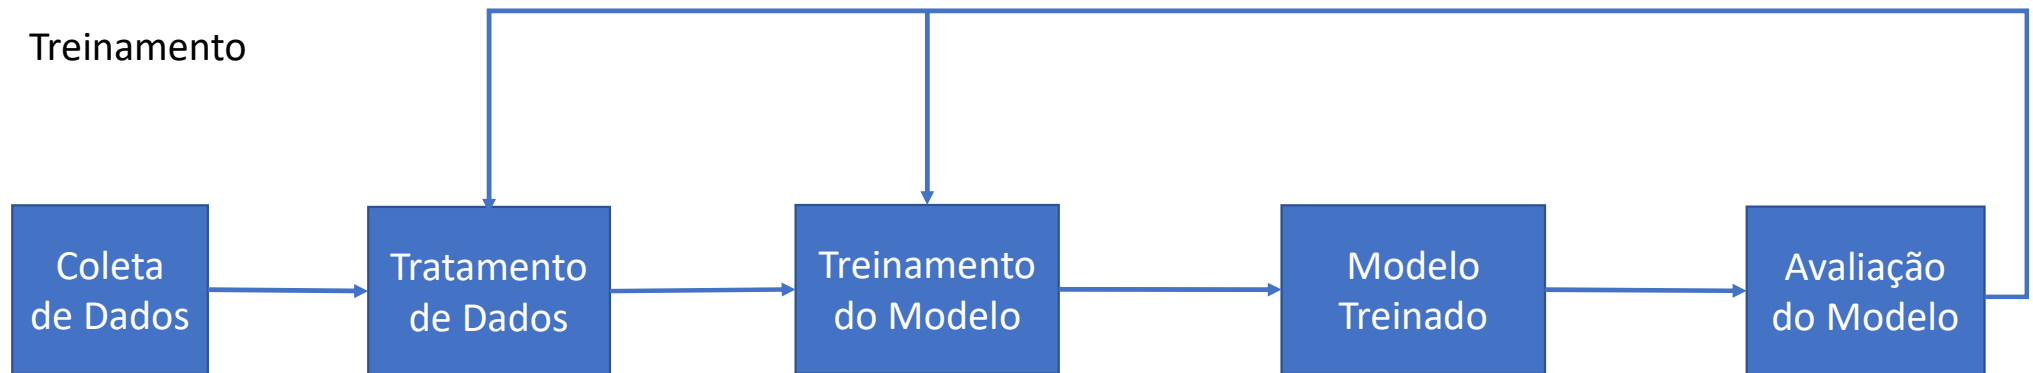 Treinamento
Coleta
de Dados
Tratamento
de Dados
Treinamento
do Modelo
Modelo
Treinado
Avaliação
do Modelo